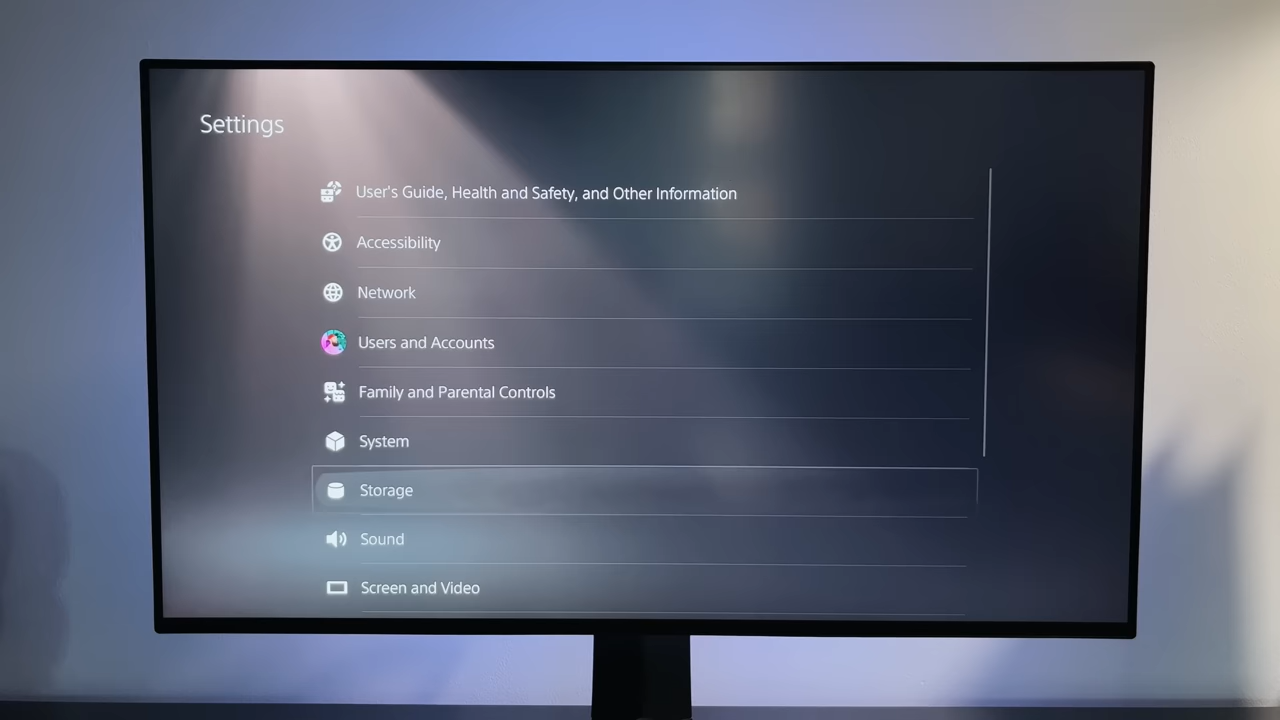 Settings
User's Guide, Health and Safety, and Other Information
Accessibility
Network
Users and Accounts
Family and Parental Controls
System
Storage
Sound
Screen and Video